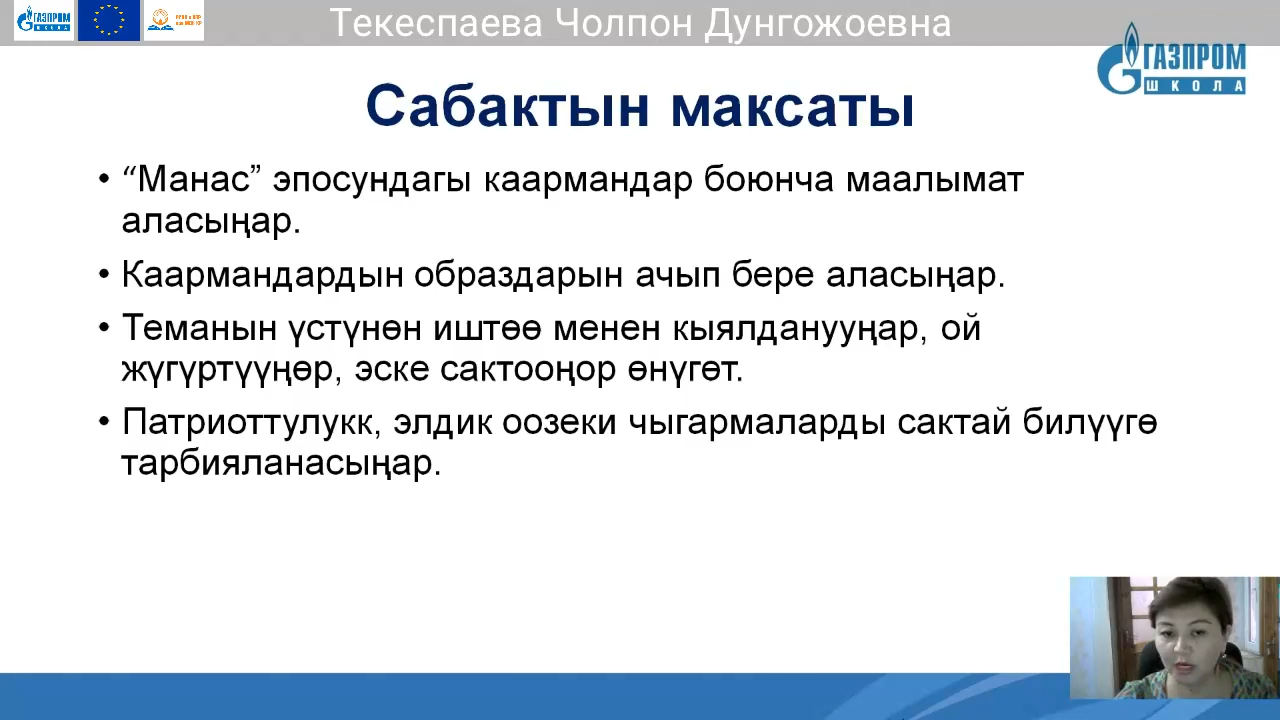 ГАЗПРОМ
ШКОЛА
Текеспаева Чолпон Дунгожоевна
ГАЗПРОМ
ШКОЛА
Сабактын максаты
• “Манас” эпосундагы каармандар боюнча маалымат
аласыңар.
• Каармандардын образдарын ачып бере аласыңар.
• Теманын үстүнөн иштөө менен кыялданууңар, ой
жүгүртүүңөр, эске сактооңор өнүгөт.
• Патриоттулукк, элдик оозеки чыгармаларды сактай билүүгө
тарбияланасыңар.